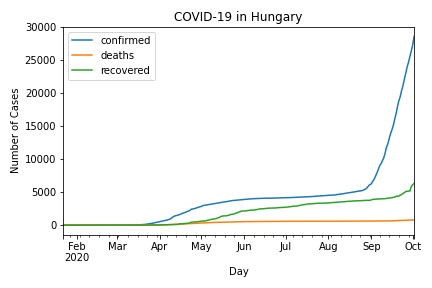 COVID-19 in Hungary
confirmed
deaths
recovered
Number of Cases
30000
25000
20000
15000
10000
5000
0
Feb Mar Apr May Jun Jul Aug Sep Oct
2020
Day